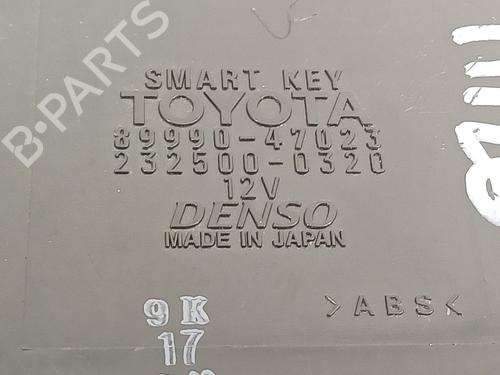 B-PARTS
SMART KEY
TOYOTA
89990-47023
232500-0320
12V
DENSO
MADE IN JAPAN
9K
>ABS<
17